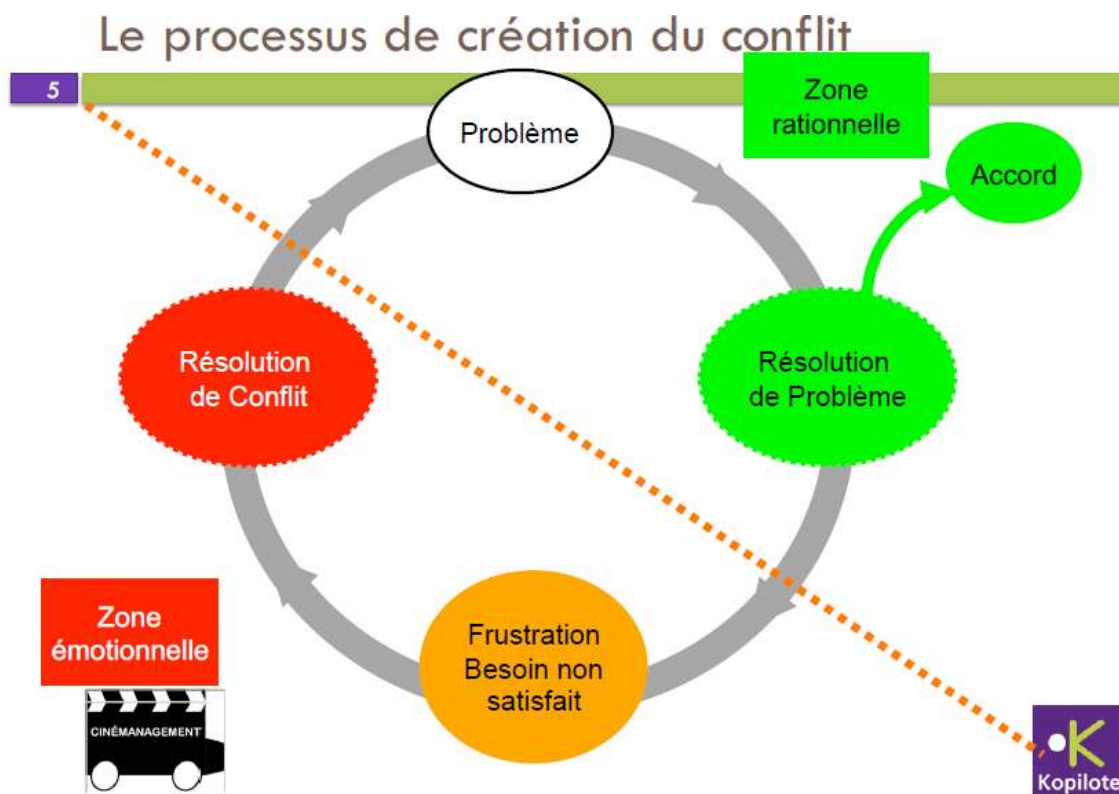 Le processus de création du conflit
5
Problème
Zone
rationnelle
Accord
Résolution
de Conflit
Résolution
de Problème
Zone
émotionnelle
Frustration
Besoin non
satisfait
CINÉMANAGEMENT
K
Kopilote